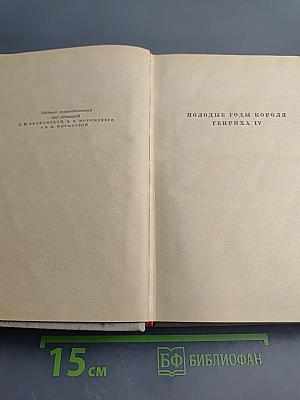 Издание осуществляется
под редакцией
МОЛОДЫЕ ГОДЫ КОРОЛЯ
ГЕНРИХА IV
15 см
БФ БИБЛИОФАН